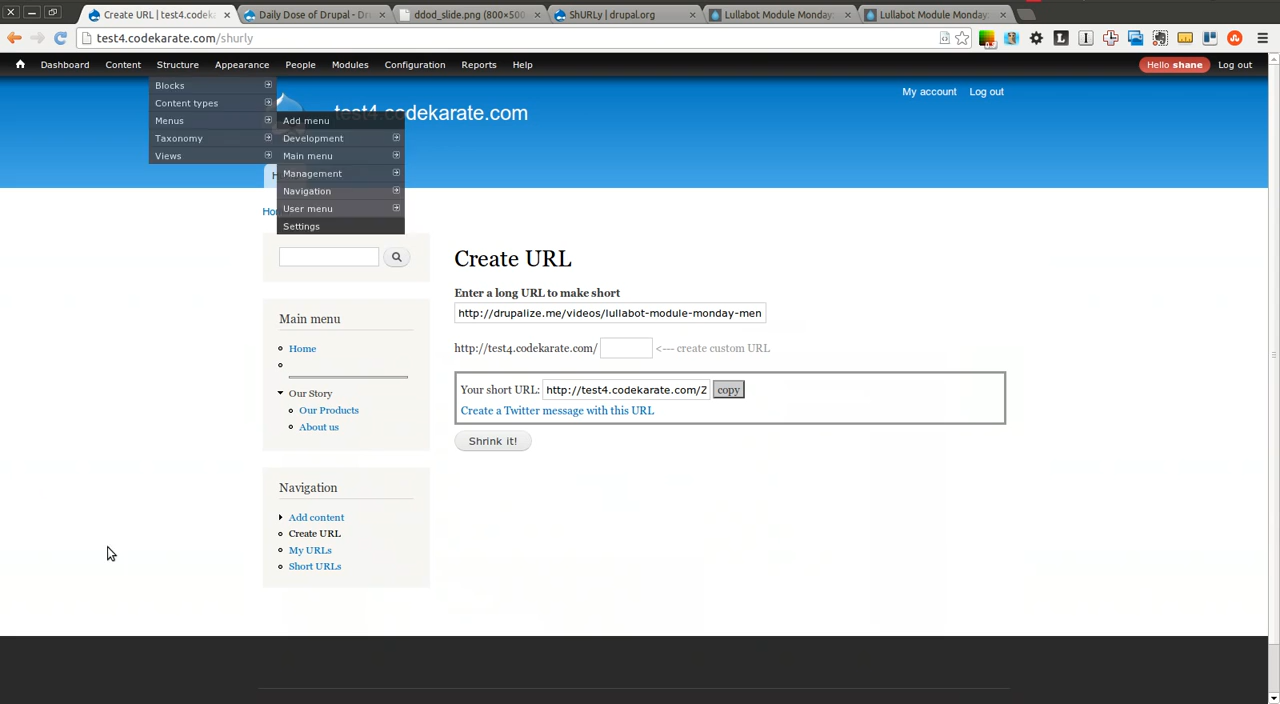 Create URL | test4.codeka
Daily Dose of Drupal - Dr
ddod_slide.png (800×500
ShURLy | drupal.org
Lullabot Module Monday:
Lullabot Module Monday:
test4.codekarate.com/shurly
Dashboard Content Structure Appearance People Modules Configuration Reports Help Hello shane Log out
My account Log out
test4.codekarate.com
Blocks
Content types
Menus
Taxonomy
Views
Add menu
Development
Main menu
Management
Navigation
User menu
Settings
Create URL
Enter a long URL to make short
http://drupalize.me/videos/lullabot-module-monday-men
http://test4.codekarate.com/ <--- create custom URL
Your short URL: http://test4.codekarate.com/Z copy
Create a Twitter message with this URL
Shrink it!
Main menu
Home
Our Story
Our Products
About us
Navigation
Add content
Create URL
My URLs
Short URLs